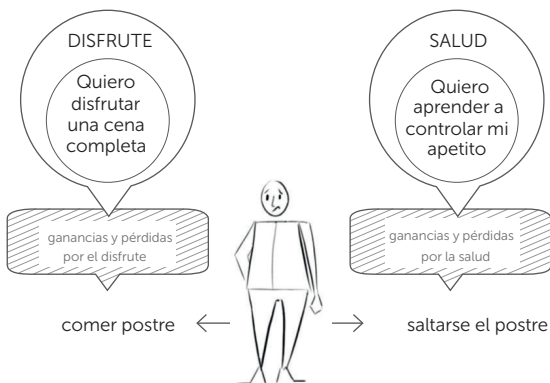 DISFRUTE
Quiero
disfrutar
una cena
completa
ganancias y pérdidas
por el disfrute
SALUD
Quiero
aprender a
controlar mi
apetito
ganancias y pérdidas
por la salud
comer postre
saltarse el postre